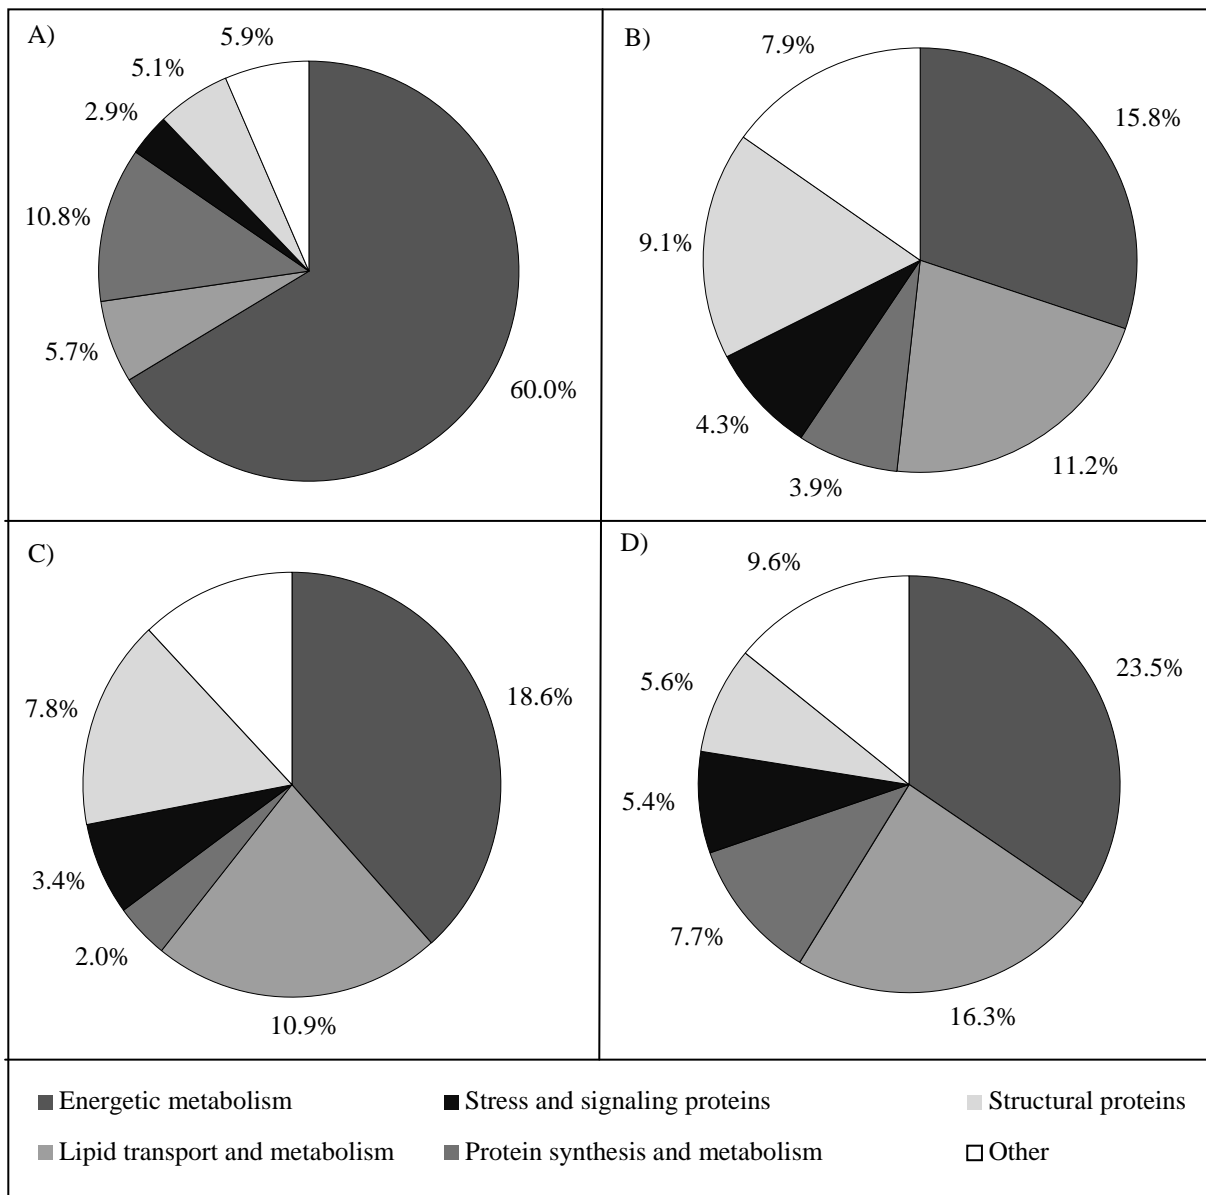 A)
5.9%
5.1%
2.9%
10.8%
5.7%
60.0%
B)
7.9%
15.8%
9.1%
4.3%
3.9%
11.2%
C)
18.6%
7.8%
3.4%
2.0%
10.9%
D)
9.6%
23.5%
5.6%
5.4%
7.7%
16.3%
Energetic metabolism
Stress and signaling proteins
Structural proteins
Lipid transport and metabolism
Protein synthesis and metabolism
Other